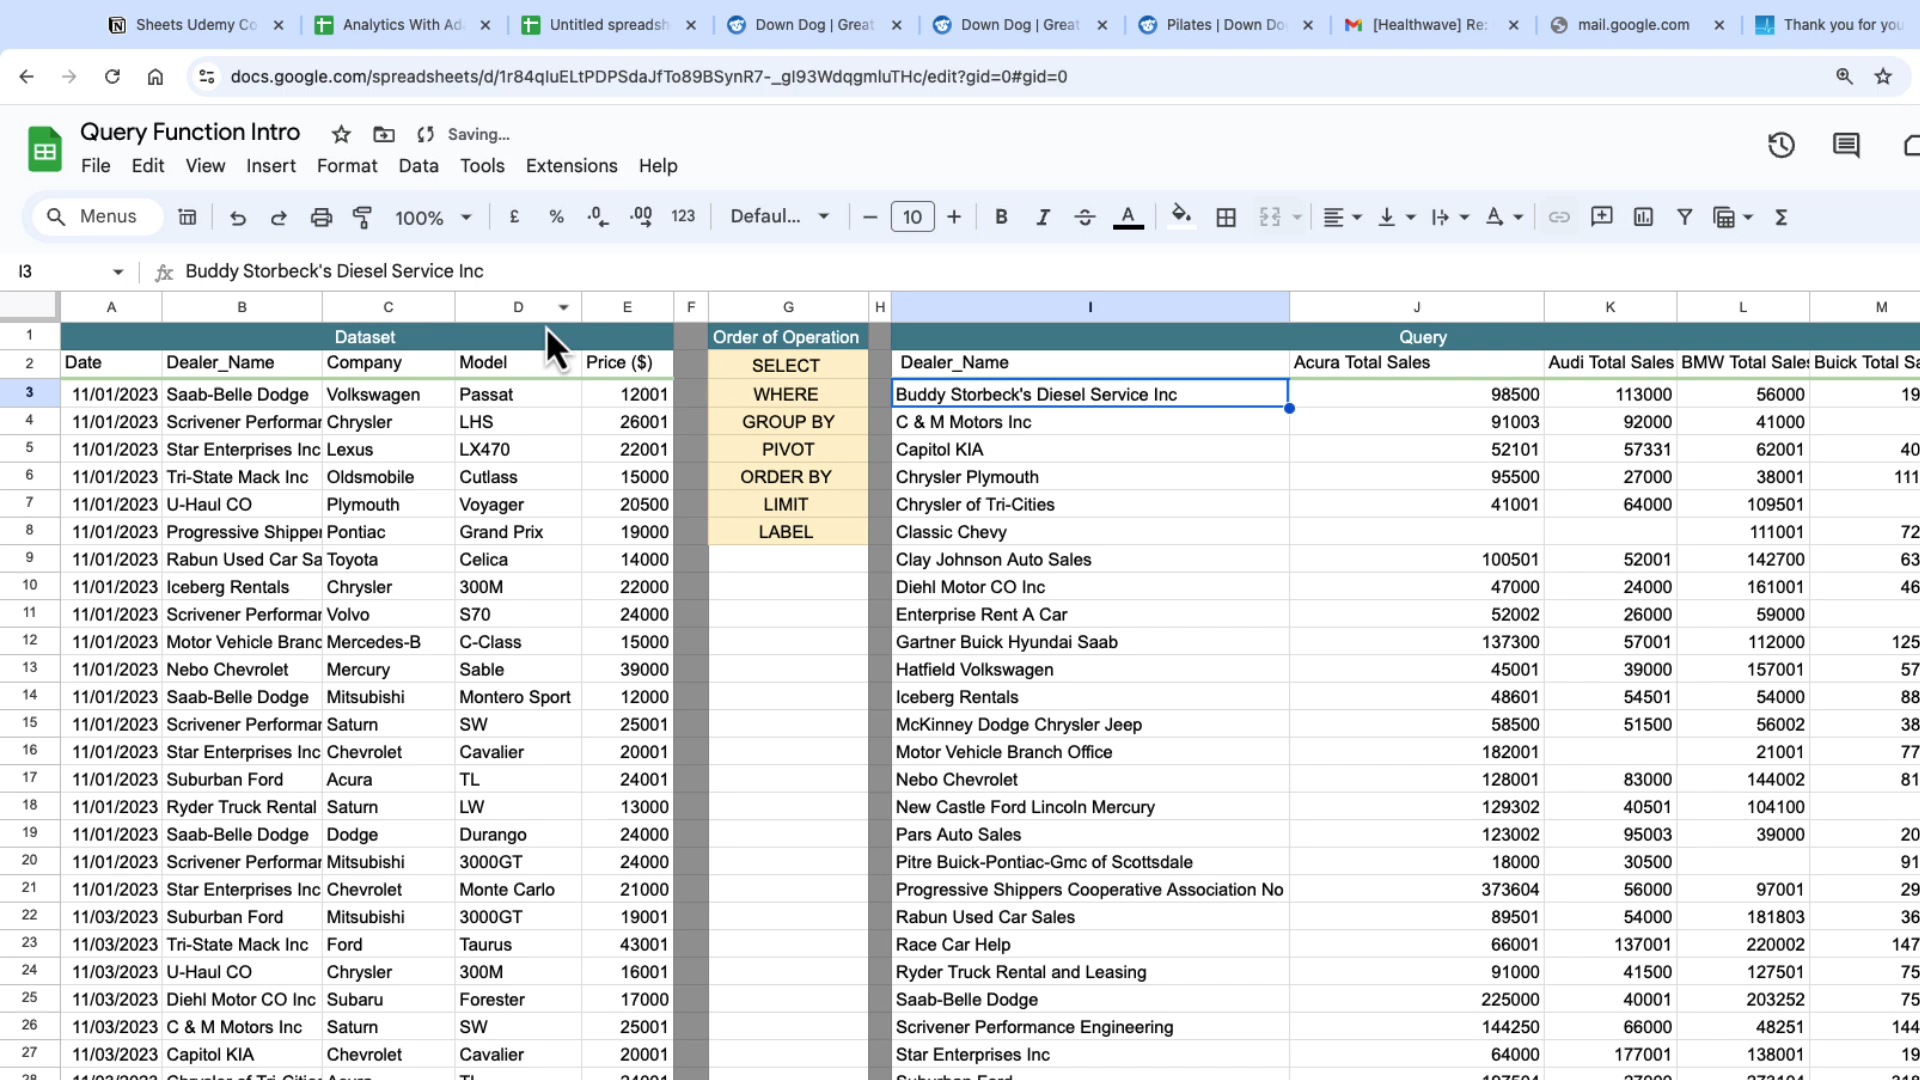 Sheets Udemy Co
Analytics With Ad
Untitled spreadsh
Down Dog | Great
Down Dog | Great
Pilates | Down Do
[Healthwave] Re:
mail.google.com
Thank you for you
docs.google.com/spreadsheets/d/1r84qIuELtPDPSdaJfTo89BSynR7-_gI93WdqgmluTHc/edit?gid=0#gid=0
Query Function Intro
Saving...
File Edit View Insert Format Data Tools Extensions Help
Menus 100% £ % .0 .00 123 Defaul... 10 B I S A
I3 fx Buddy Storbeck's Diesel Service Inc
A B C D E F G H I J K L M
1 Dataset Order of Operation Query
2 Date Dealer_Name Company Model Price ($) SELECT Dealer_Name Acura Total Sales Audi Total Sales BMW Total Sales Buick Total Sa
3 11/01/2023 Saab-Belle Dodge Volkswagen Passat 12001 WHERE Buddy Storbeck's Diesel Service Inc 98500 113000 56000 19
4 11/01/2023 Scrivener Performar Chrysler LHS 26001 GROUP BY C & M Motors Inc 91003 92000 41000
5 11/01/2023 Star Enterprises Inc Lexus LX470 22001 PIVOT Capitol KIA 52101 57331 62001 40
6 11/01/2023 Tri-State Mack Inc Oldsmobile Cutlass 15000 ORDER BY Chrysler Plymouth 95500 27000 38001 111
7 11/01/2023 U-Haul CO Plymouth Voyager 20500 LIMIT Chrysler of Tri-Cities 41001 64000 109501
8 11/01/2023 Progressive Shipper Pontiac Grand Prix 19000 LABEL Classic Chevy 111001 72
9 11/01/2023 Rabun Used Car Sa Toyota Celica 14000 Clay Johnson Auto Sales 100501 52001 142700 63
10 11/01/2023 Iceberg Rentals Chrysler 300M 22000 Diehl Motor CO Inc 47000 24000 161001 46
11 11/01/2023 Scrivener Performar Volvo S70 24000 Enterprise Rent A Car 52002 26000 59000
12 11/01/2023 Motor Vehicle Branc Mercedes-B C-Class 15000 Gartner Buick Hyundai Saab 137300 57001 112000 125
13 11/01/2023 Nebo Chevrolet Mercury Sable 39000 Hatfield Volkswagen 45001 39000 157001 57
14 11/01/2023 Saab-Belle Dodge Mitsubishi Montero Sport 12000 Iceberg Rentals 48601 54501 54000 88
15 11/01/2023 Scrivener Performar Saturn SW 25001 McKinney Dodge Chrysler Jeep 58500 51500 56002 38
16 11/01/2023 Star Enterprises Inc Chevrolet Cavalier 20001 Motor Vehicle Branch Office 182001 21001 77
17 11/01/2023 Suburban Ford Acura TL 24001 Nebo Chevrolet 128001 83000 144002 81
18 11/01/2023 Ryder Truck Rental Saturn LW 13000 New Castle Ford Lincoln Mercury 129302 40501 104100
19 11/01/2023 Saab-Belle Dodge Dodge Durango 24000 Pars Auto Sales 123002 95003 39000 20
20 11/01/2023 Scrivener Performar Mitsubishi 3000GT 24000 Pitre Buick-Pontiac-Gmc of Scottsdale 18000 30500 91
21 11/01/2023 Star Enterprises Inc Chevrolet Monte Carlo 21000 Progressive Shippers Cooperative Association No 373604 56000 97001 29
22 11/03/2023 Suburban Ford Mitsubishi 3000GT 19001 Rabun Used Car Sales 89501 54000 181803 36
23 11/03/2023 Tri-State Mack Inc Ford Taurus 43001 Race Car Help 66001 137001 220002 147
24 11/03/2023 U-Haul CO Chrysler 300M 16001 Ryder Truck Rental and Leasing 91000 41500 127501 75
25 11/03/2023 Diehl Motor CO Inc Subaru Forester 17000 Saab-Belle Dodge 225000 40001 203252 75
26 11/03/2023 C & M Motors Inc Saturn SW 25001 Scrivener Performance Engineering 144250 66000 48251 144
27 11/03/2023 Capitol KIA Chevrolet Cavalier 20001 Star Enterprises Inc 64000 177001 138001 19